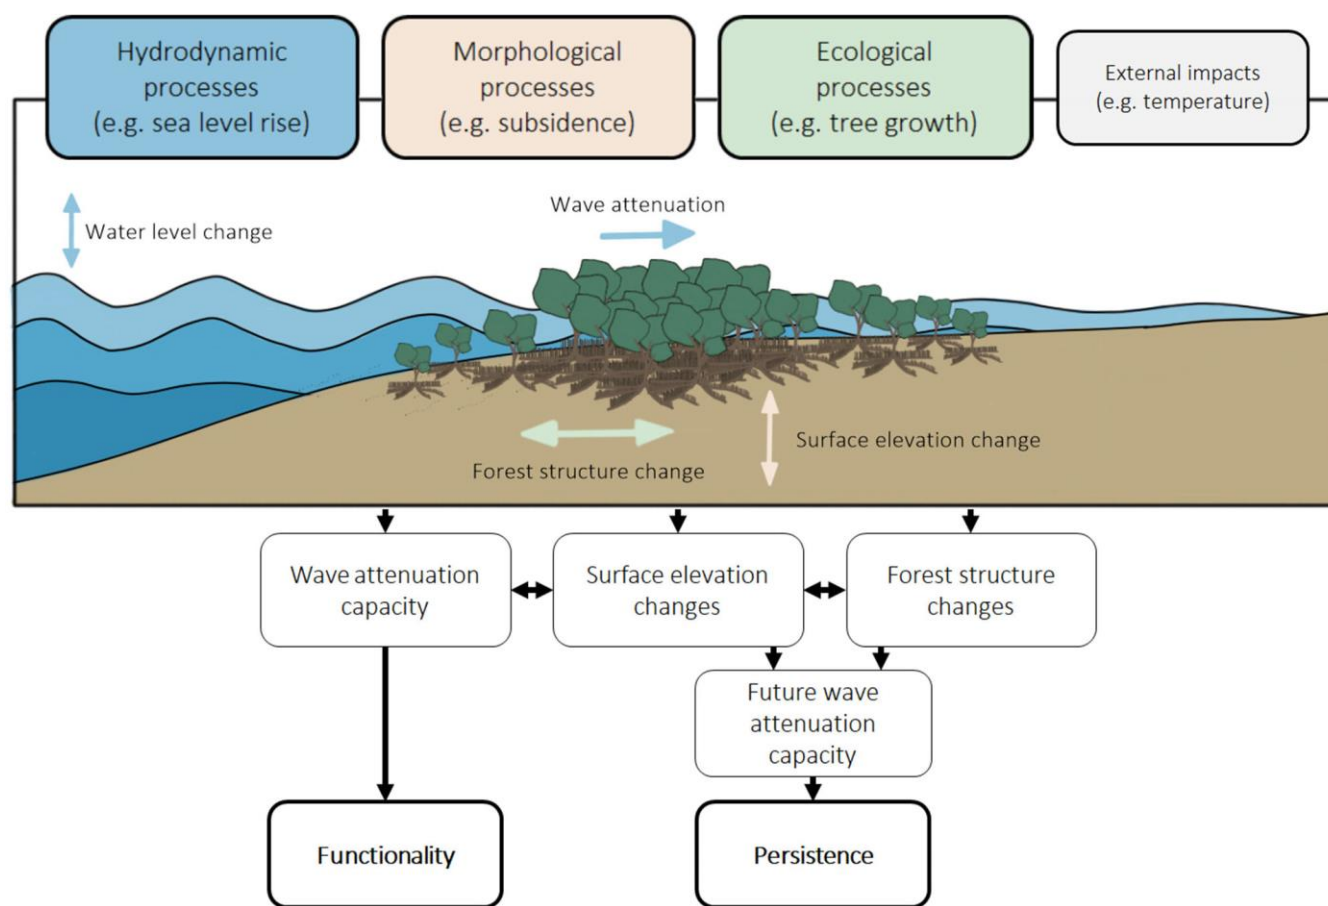 Hydrodynamic
processes
(e.g. sea level rise)
Morphological
processes
(e.g. subsidence)
Ecological
processes
(e.g. tree growth)
External impacts
(e.g. temperature)
Water level change
Wave attenuation
Forest structure change
Surface elevation change
Wave attenuation
capacity
Surface elevation
changes
Forest structure
changes
Future wave
attenuation
capacity
Functionality
Persistence